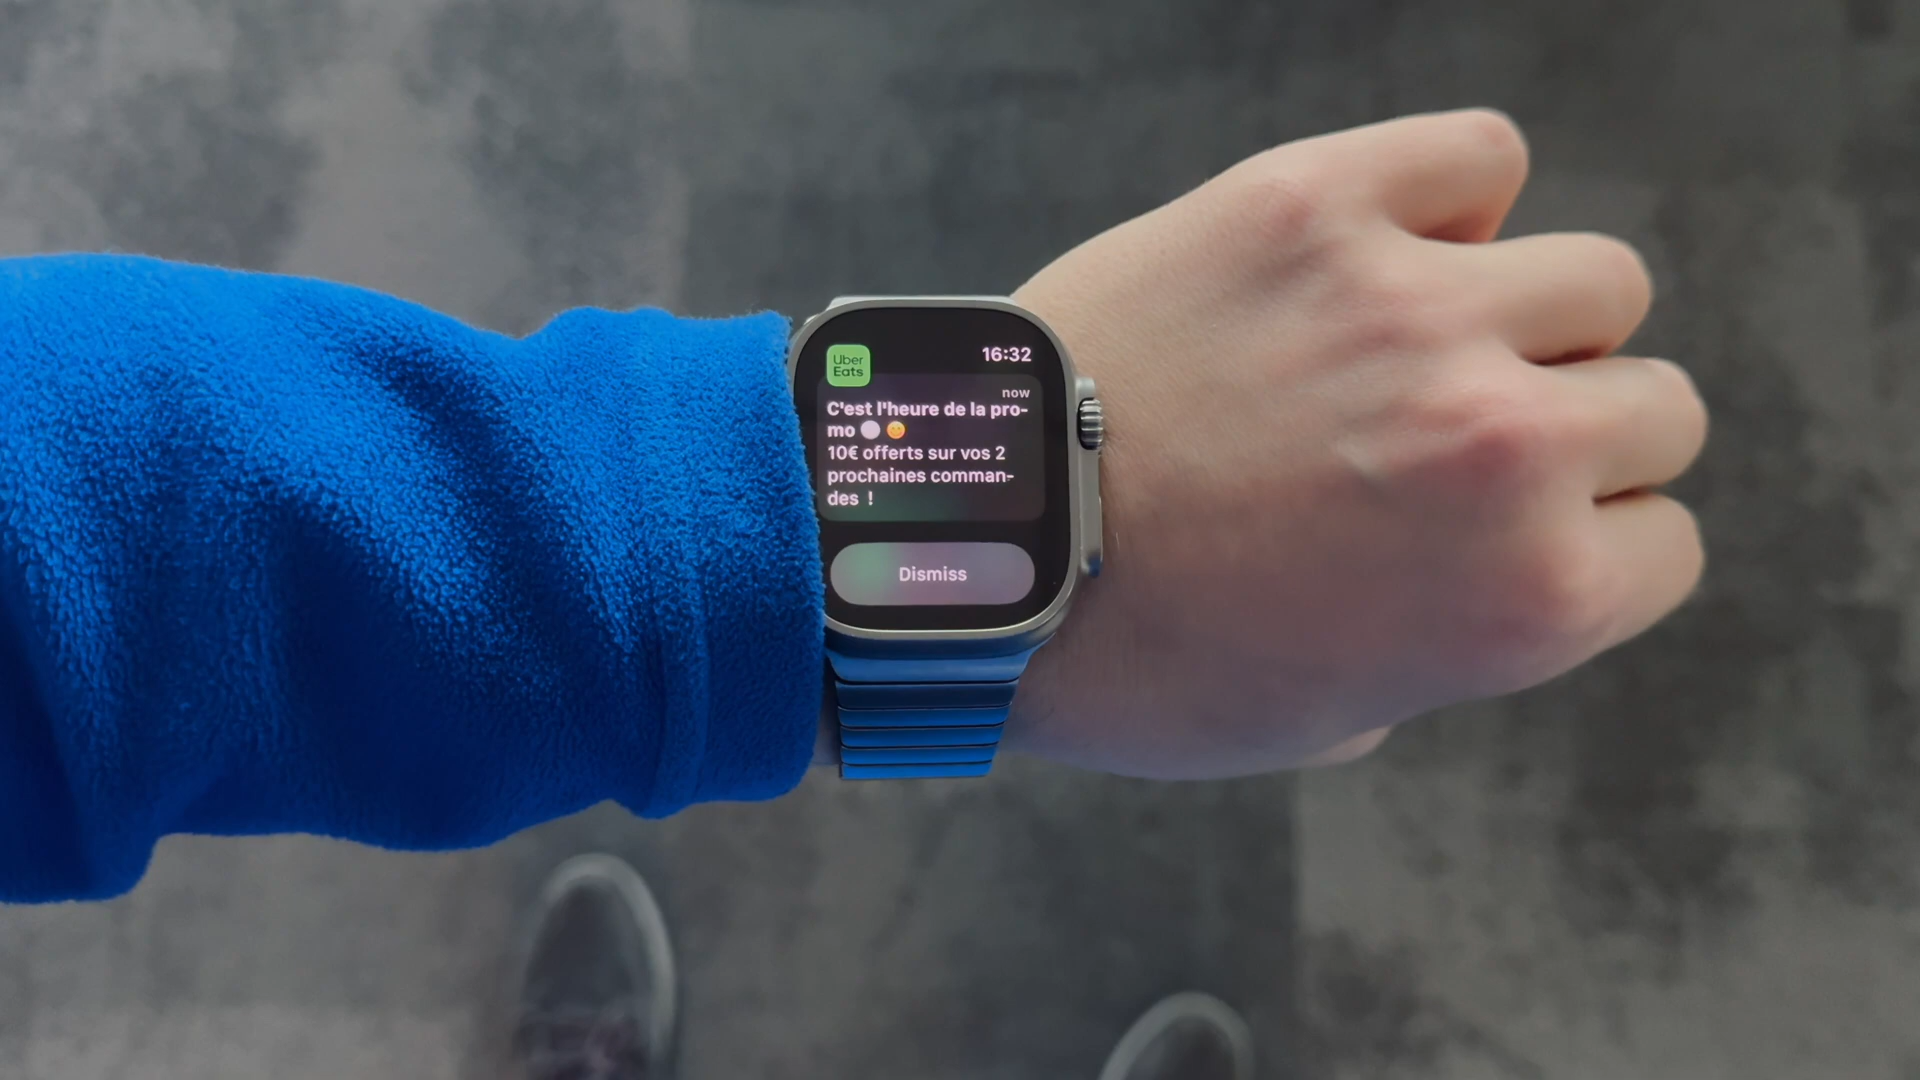 Uber
Eats
16:32
now
C'est l'heure de la pro-
mo ⚪ 😊
10€ offerts sur vos 2
prochaines comman-
des !
Dismiss